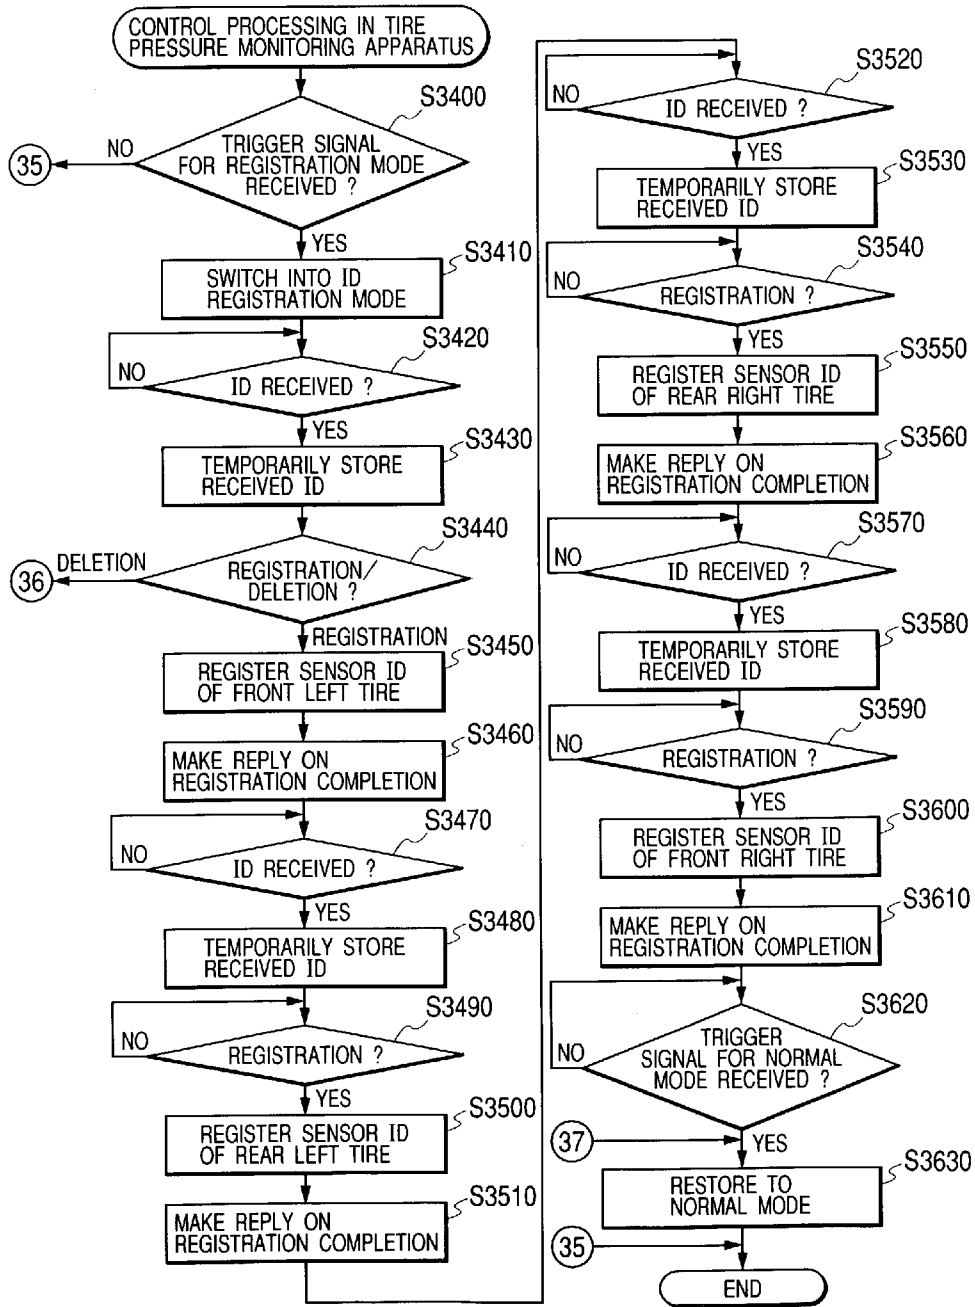 CONTROL PROCESSING IN TIRE
PRESSURE MONITORING APPARATUS
S3400
TRIGGER SIGNAL
FOR REGISTRATION MODE
RECEIVED ?
NO
35
YES
S3410
SWITCH INTO ID
REGISTRATION MODE
S3420
NO
ID RECEIVED ?
YES
S3430
TEMPORARILY STORE
RECEIVED ID
S3440
DELETION
36
REGISTRATION/
DELETION ?
REGISTRATION
S3450
REGISTER SENSOR ID
OF FRONT LEFT TIRE
S3460
MAKE REPLY ON
REGISTRATION COMPLETION
S3470
NO
ID RECEIVED ?
YES
S3480
TEMPORARILY STORE
RECEIVED ID
S3490
NO
REGISTRATION ?
YES
S3500
REGISTER SENSOR ID
OF REAR LEFT TIRE
S3510
MAKE REPLY ON
REGISTRATION COMPLETION
S3520
NO
ID RECEIVED ?
YES
S3530
TEMPORARILY STORE
RECEIVED ID
S3540
NO
REGISTRATION ?
YES
S3550
REGISTER SENSOR ID
OF REAR RIGHT TIRE
S3560
MAKE REPLY ON
REGISTRATION COMPLETION
S3570
NO
ID RECEIVED ?
YES
S3580
TEMPORARILY STORE
RECEIVED ID
S3590
NO
REGISTRATION ?
YES
S3600
REGISTER SENSOR ID
OF FRONT RIGHT TIRE
S3610
MAKE REPLY ON
REGISTRATION COMPLETION
S3620
NO
TRIGGER
SIGNAL FOR NORMAL
MODE RECEIVED ?
37
YES
S3630
RESTORE TO
NORMAL MODE
35
END